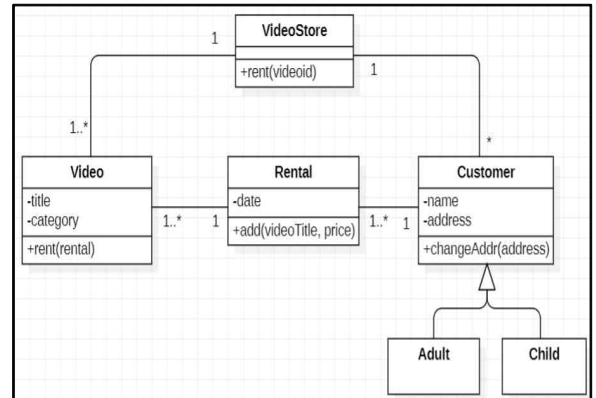 VideoStore
+rent(videoid)
1
1
1..*
*
Video
-title
-category
+rent(rental)
1..*
1
Rental
-date
+add(videoTitle, price)
1..*
1
Customer
-name
-address
+changeAddr(address)
Adult
Child